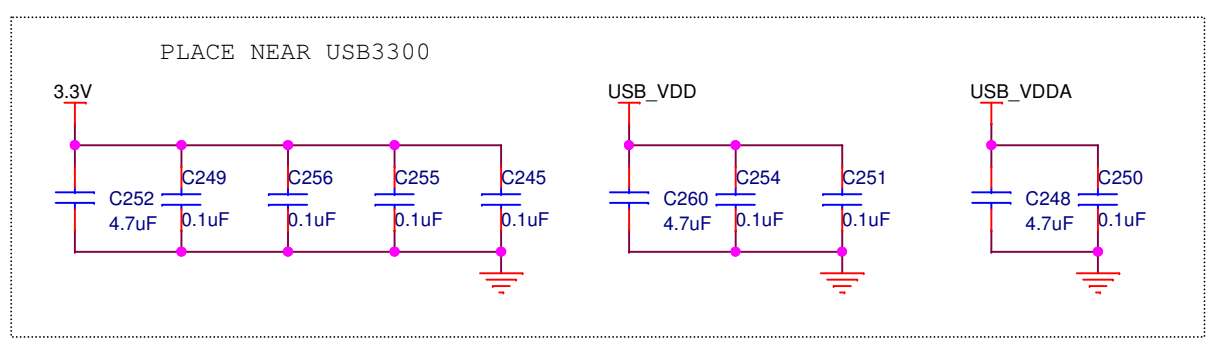 PLACE NEAR USB3300
3.3V
USB_VDD
USB_VDDA
C252
4.7uF
C249
0.1uF
C256
0.1uF
C255
0.1uF
C245
0.1uF
C260
4.7uF
C254
0.1uF
C251
0.1uF
C248
4.7uF
C250
0.1uF